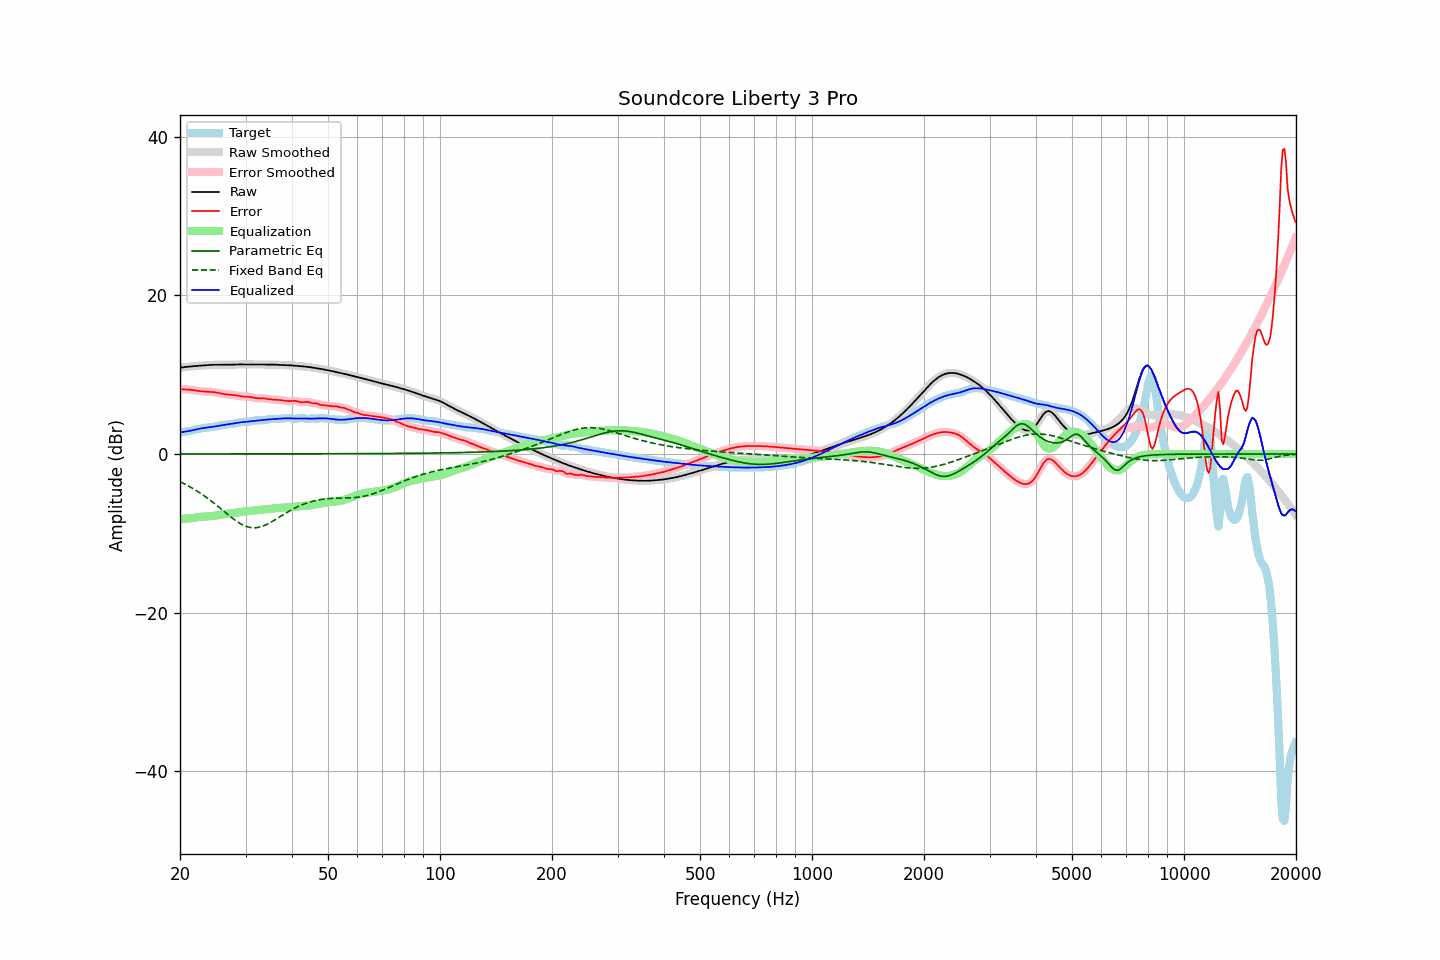 Soundcore Liberty 3 Pro
Target
Raw Smoothed
Error Smoothed
Raw
Error
Equalization
Parametric Eq
Fixed Band Eq
Equalized
40
20
0
−20
−40
Amplitude (dBr)
20
50
100
200
500
1000
2000
5000
10000
20000
Frequency (Hz)